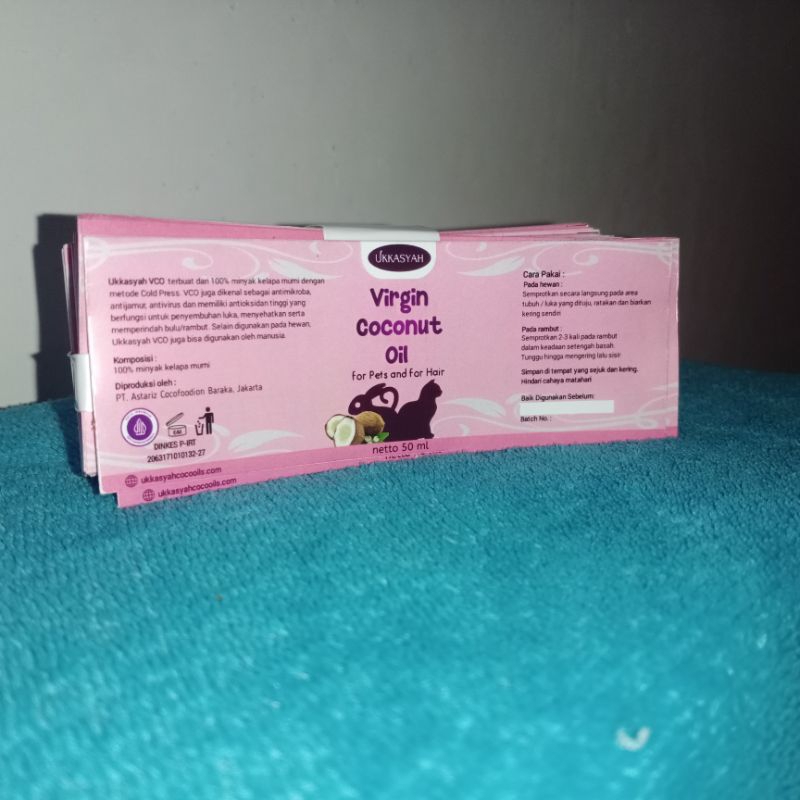 Ukkasyah VCO terbuat dari 100% minyak kelapa murni dengan
metode Cold Press. VCO juga dikenal sebagai antimikroba,
antijamur, antivirus dan memiliki antioksidan tinggi yang
berfungsi untuk penyembuhan luka, menyehatkan serta
memperindah bulu/rambut. Selain digunakan pada hewan,
Ukkasyah VCO juga bisa digunakan oleh manusia.
Komposisi :
100% minyak kelapa murni
Diproduksi oleh :
PT. Astariz Cocofoodion Baraka, Jakarta
DINKES P-IRT
2063171010132-27
ukkasyahcocooils.com
ukkasyahcocooils.com
UKKASYAH
Virgin
Coconut
Oil
for Pets and for Hair
netto 50 ml
Cara Pakai :
Pada hewan :
Semprotkan secara langsung pada area
tubuh / luka yang dituju, ratakan dan biarkan
kering sendiri
Pada rambut :
Semprotkan 2-3 kali pada rambut
dalam keadaan setengah basah.
Tunggu hingga mengering lalu sisir
Simpan di tempat yang sejuk dan kering.
Hindari cahaya matahari
Baik Digunakan Sebelum:
Batch No. :